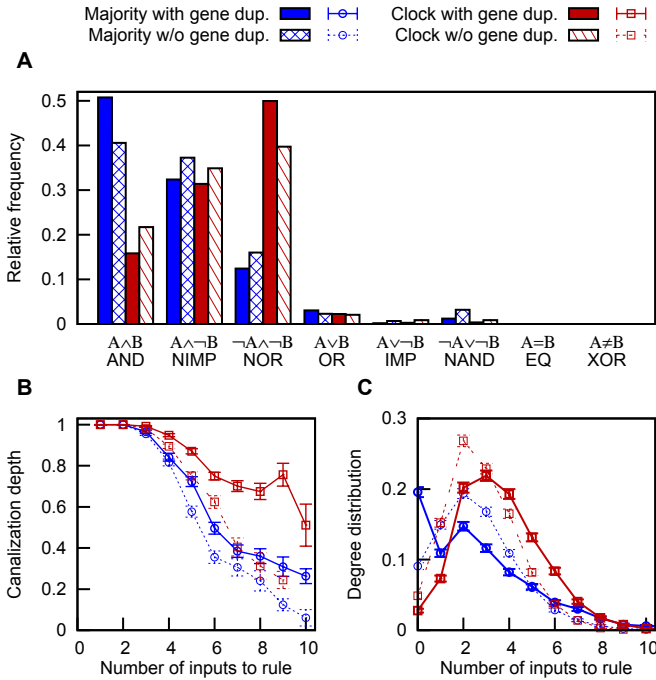 Majority with gene dup. Clock with gene dup.
Majority w/o gene dup. Clock w/o gene dup.
A
Relative frequency
0.5
0.4
0.3
0.2
0.1
0
A∧B A∧¬B ¬A∧¬B A∨B A∨¬B ¬A∨¬B A=B A≠B
AND NIMP NOR OR IMP NAND EQ XOR
B
Canalization depth
1
0.8
0.6
0.4
0.2
0
0 2 4 6 8 10
Number of inputs to rule
C
Degree distribution
0.3
0.2
0.1
0
0 2 4 6 8 10
Number of inputs to rule